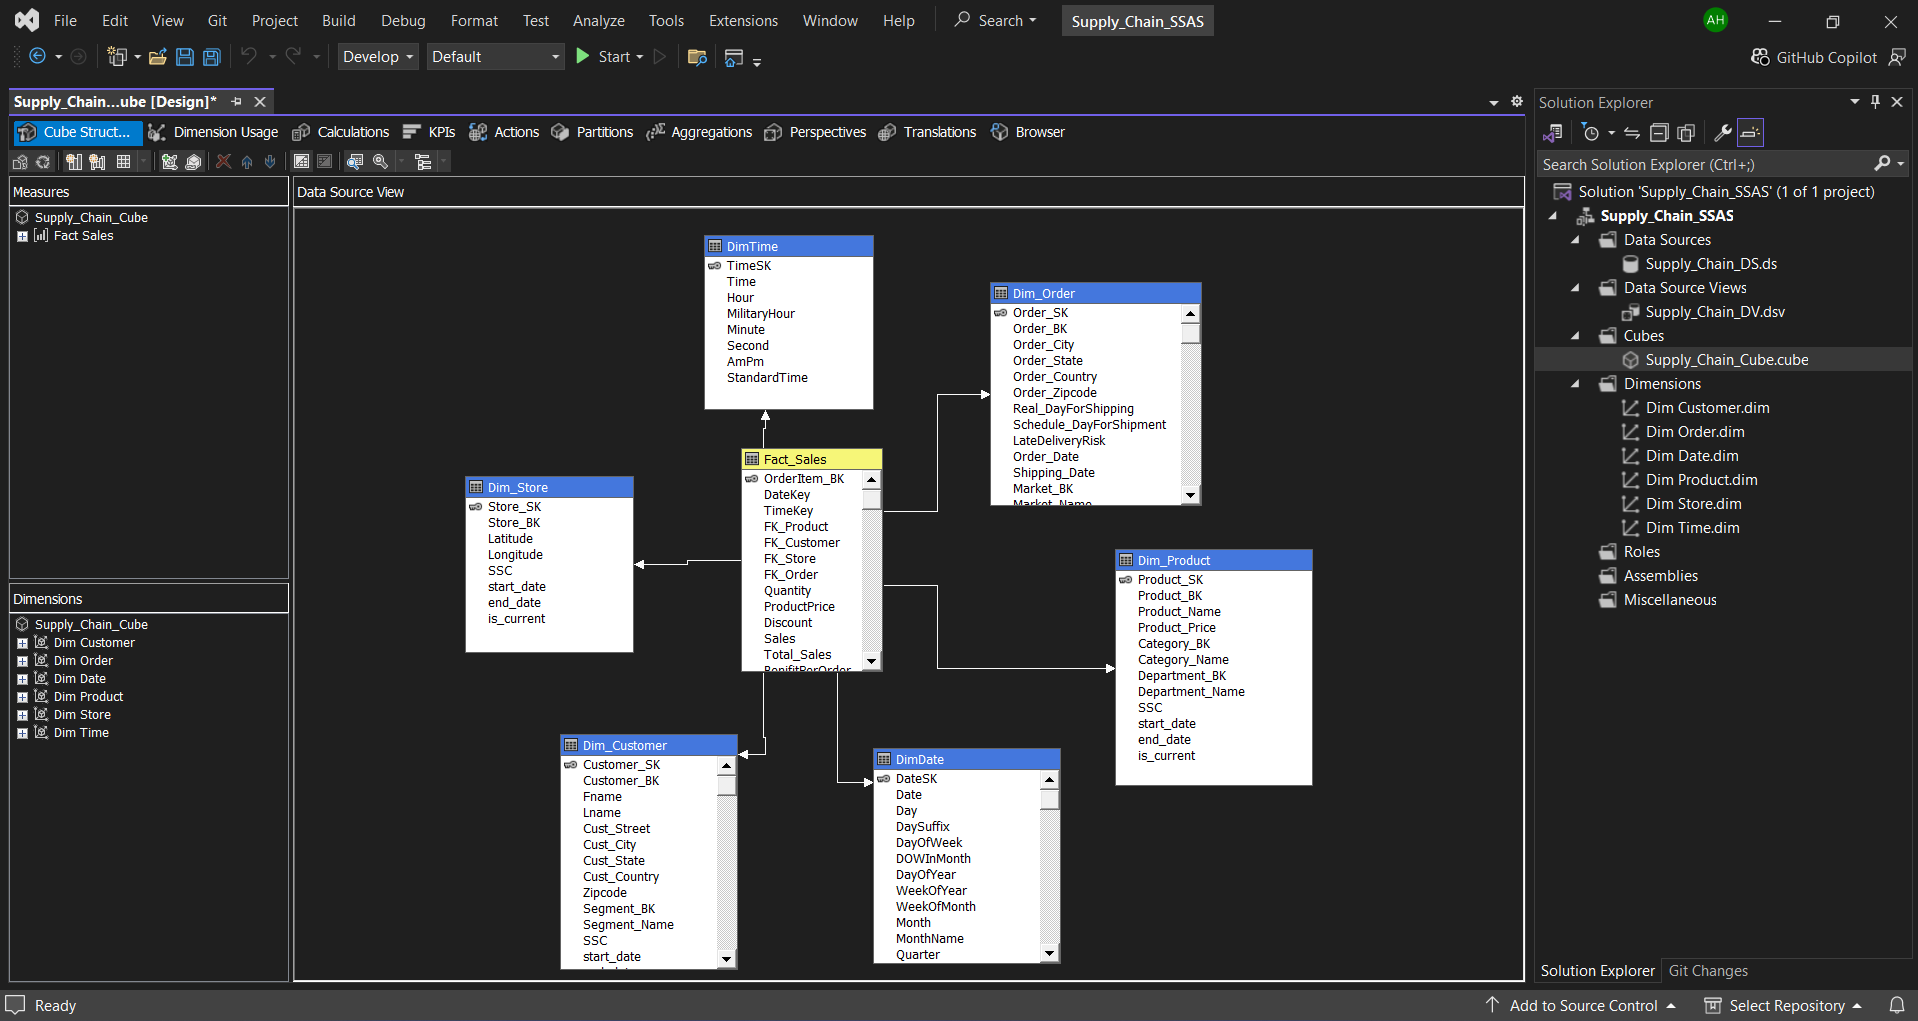 File Edit View Git Project Build Debug Format Test Analyze Tools Extensions Window Help Search Supply_Chain_SSAS AH
Develop Default Start GitHub Copilot
Supply_Chain...ube [Design]*
Cube Struct... Dimension Usage Calculations KPIs Actions Partitions Aggregations Perspectives Translations Browser
Measures
Supply_Chain_Cube
Fact Sales
Dimensions
Supply_Chain_Cube
Dim Customer
Dim Order
Dim Date
Dim Product
Dim Store
Dim Time
Data Source View
DimTime
TimeSK
Time
Hour
MilitaryHour
Minute
Second
AmPm
StandardTime
Dim_Order
Order_SK
Order_BK
Order_City
Order_State
Order_Country
Order_Zipcode
Real_DayForShipping
Schedule_DayForShipment
LateDeliveryRisk
Order_Date
Shipping_Date
Market_BK
Market_Name
Fact_Sales
OrderItem_BK
DateKey
TimeKey
FK_Product
FK_Customer
FK_Store
FK_Order
Quantity
ProductPrice
Discount
Sales
Total_Sales
BenifitPerOrder
Dim_Store
Store_SK
Store_BK
Latitude
Longitude
SSC
start_date
end_date
is_current
Dim_Product
Product_SK
Product_BK
Product_Name
Product_Price
Category_BK
Category_Name
Department_BK
Department_Name
SSC
start_date
end_date
is_current
Dim_Customer
Customer_SK
Customer_BK
Fname
Lname
Cust_Street
Cust_City
Cust_State
Cust_Country
Zipcode
Segment_BK
Segment_Name
SSC
start_date
DimDate
DateSK
Date
Day
DaySuffix
DayOfWeek
DOWInMonth
DayOfYear
WeekOfYear
WeekOfMonth
Month
MonthName
Quarter
Solution Explorer
Search Solution Explorer (Ctrl+;)
Solution 'Supply_Chain_SSAS' (1 of 1 project)
Supply_Chain_SSAS
Data Sources
Supply_Chain_DS.ds
Data Source Views
Supply_Chain_DV.dsv
Cubes
Supply_Chain_Cube.cube
Dimensions
Dim Customer.dim
Dim Order.dim
Dim Date.dim
Dim Product.dim
Dim Store.dim
Dim Time.dim
Roles
Assemblies
Miscellaneous
Solution Explorer Git Changes
Ready Add to Source Control Select Repository